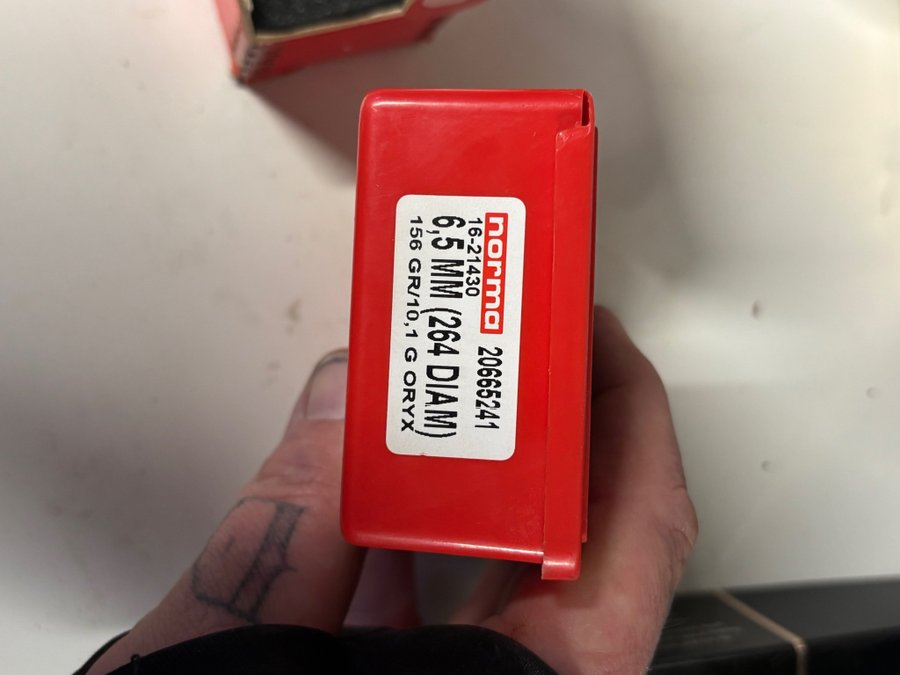 norma 20665241
16-21430
6,5 MM (264 DIAM)
156 GR/10,1 G ORYX